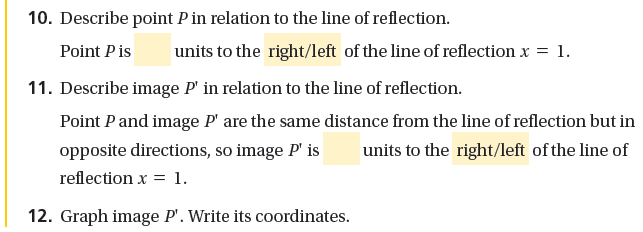 10. Describe point P in relation to the line of reflection.
Point P is units to the right/left of the line of reflection x = 1.
11. Describe image P' in relation to the line of reflection.
Point P and image P' are the same distance from the line of reflection but in
opposite directions, so image P' is units to the right/left of the line of
reflection x = 1.
12. Graph image P'. Write its coordinates.